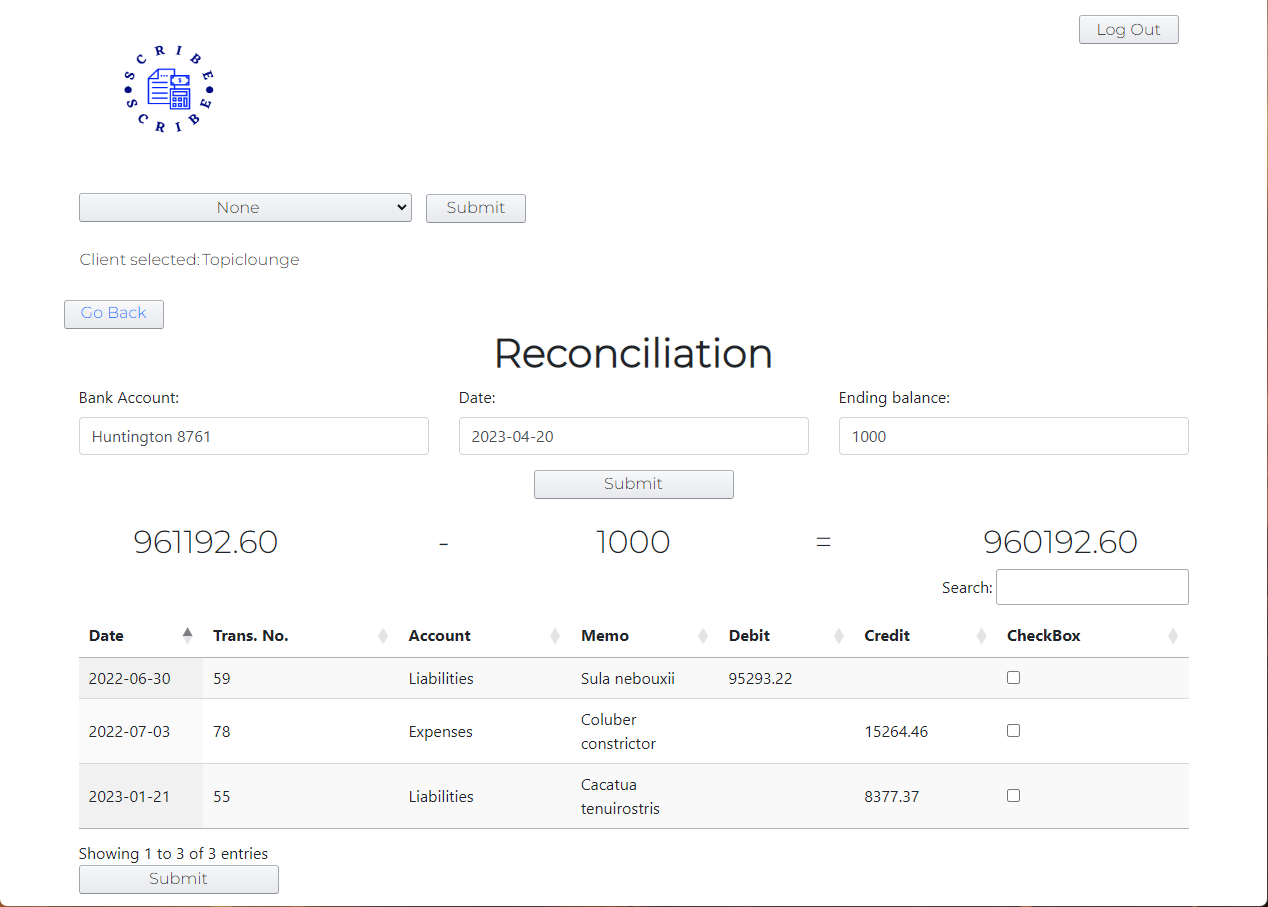 Log Out
SCRIBE
SCRIBE
None Submit
Client selected: Topiclounge
Go Back
Reconciliation
Bank Account: Date: Ending balance:
Huntington 8761 2023-04-20 1000
Submit
961192.60 - 1000 = 960192.60
Search:
Date Trans. No. Account Memo Debit Credit CheckBox
2022-06-30 59 Liabilities Sula nebouxii 95293.22
2022-07-03 78 Expenses Coluber constrictor 15264.46
2023-01-21 55 Liabilities Cacatua tenuirostris 8377.37
Showing 1 to 3 of 3 entries
Submit